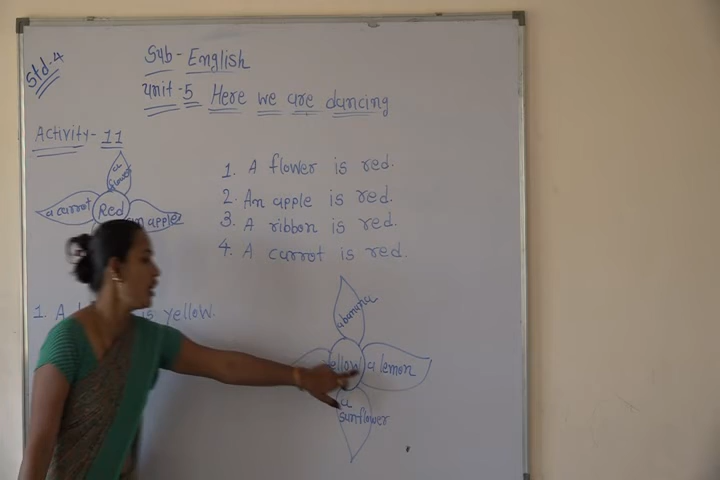 Std:4
Sub- English
Unit-5 Here we are dancing
Activity- 11
a flower
a carrot
Red
an apple
1. A flower is red.
2. An apple is red.
3. A ribbon is red.
4. A carrot is red.
1. A is yellow.
a banana
yellow
a lemon
a
sunflower